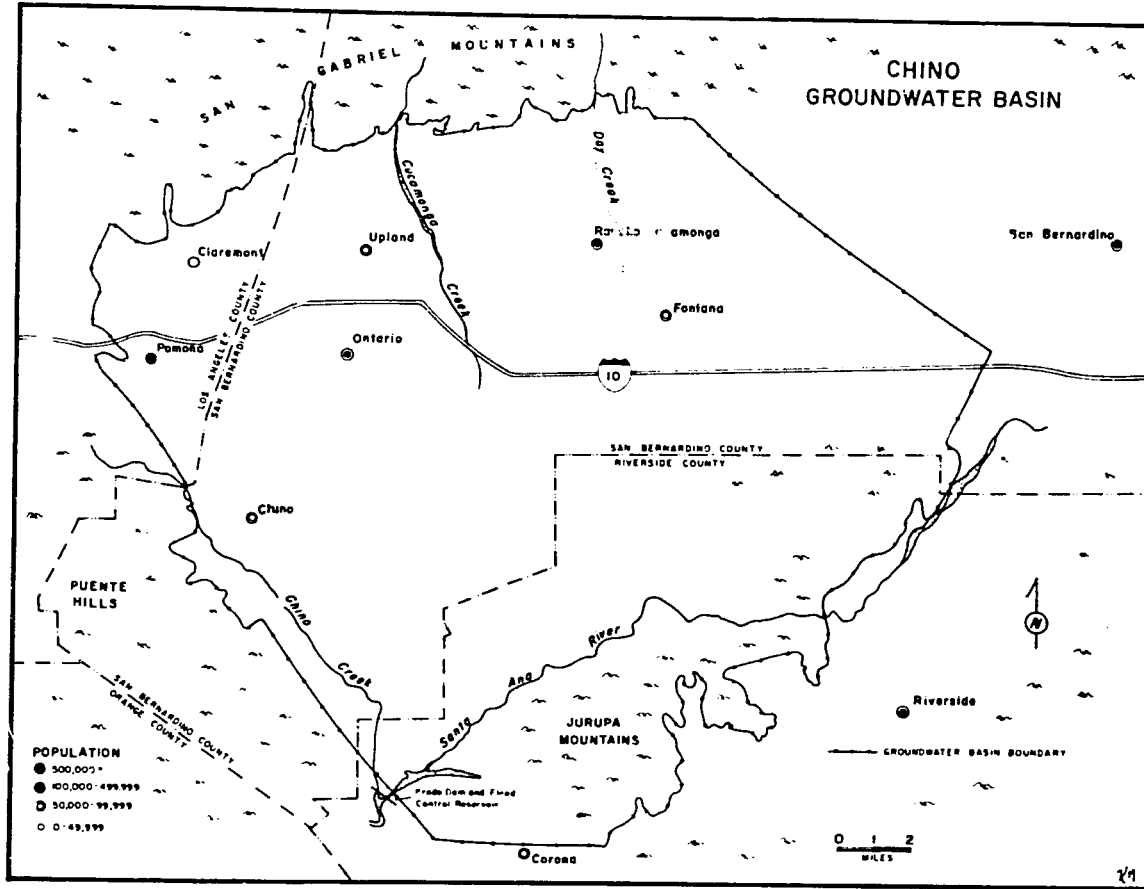 SAN GABRIEL MOUNTAINS
CHINO
GROUNDWATER BASIN
Cucamonga
Creek
Day Creek
Claremont
Upland
San Bernardino
Fontana
Pomona
Ontario
10
LOS ANGELES COUNTY
SAN BERNARDINO COUNTY
SAN BERNARDINO COUNTY
RIVERSIDE COUNTY
Chino
PUENTE
HILLS
Chino
Creek
Santa Ana River
N
SAN BERNARDINO COUNTY
ORANGE COUNTY
JURUPA
MOUNTAINS
Riverside
GROUNDWATER BASIN BOUNDARY
POPULATION
500,000+
100,000-499,999
50,000-99,999
0-49,999
Prado Dam and Flood
Control Reservoir
Corona
0 1 2
MILES